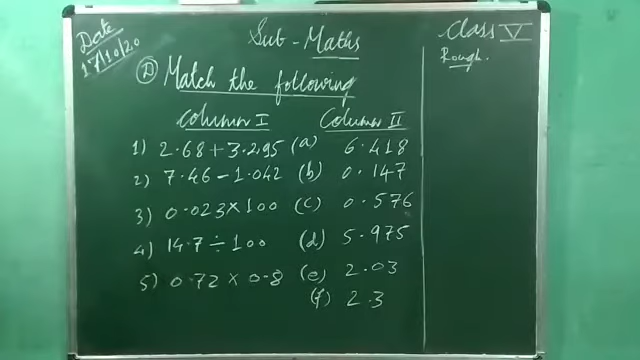 Date
17/10/20
Sub - Maths
Class V
Rough.
D) Match the following
Column I Column II
1) 2.68 + 3.295 (a) 6.418
2) 7.46 - 1.042 (b) 0.147
3) 0.023 × 100 (c) 0.576
4) 14.7 ÷ 100 (d) 5.975
5) 0.72 × 0.8 (e) 2.03
(f) 2.3